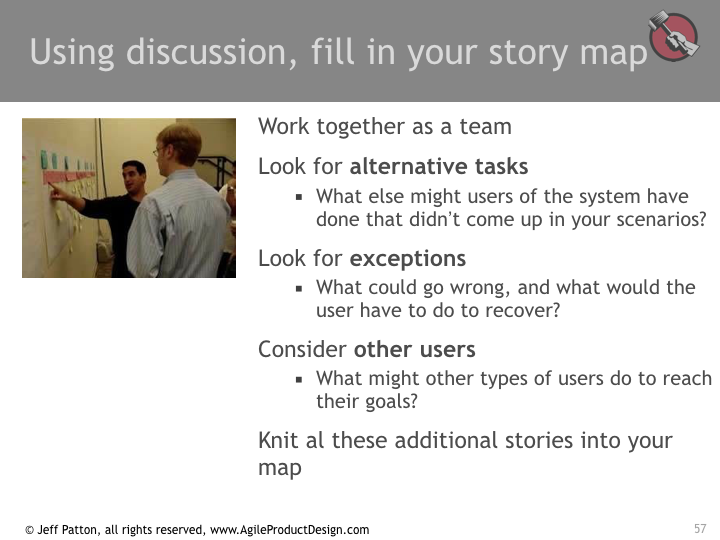 Using discussion, fill in your story map
Work together as a team
Look for alternative tasks
▪ What else might users of the system have
done that didn't come up in your scenarios?
Look for exceptions
▪ What could go wrong, and what would the
user have to do to recover?
Consider other users
▪ What might other types of users do to reach
their goals?
Knit al these additional stories into your
map
© Jeff Patton, all rights reserved, www.AgileProductDesign.com
57